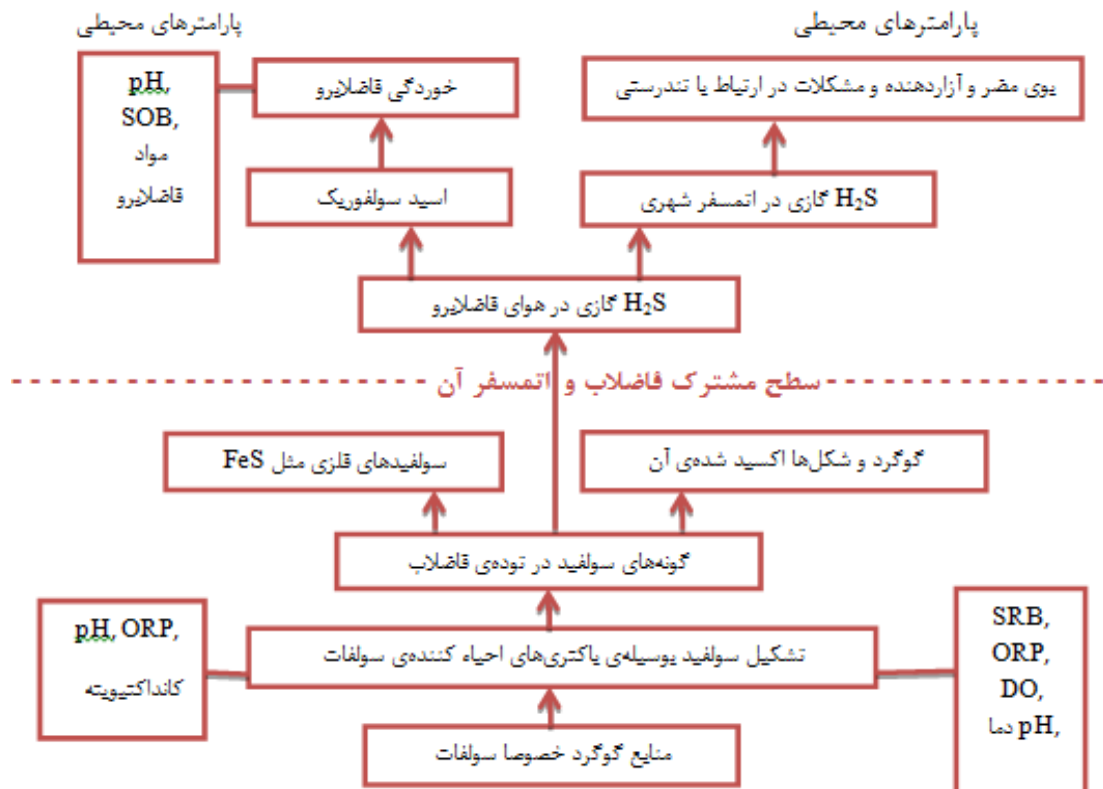 پارامترهای محیطی
پارامترهای محیطی
بوی مضر و آزاردهنده و مشکلات در ارتباط با تندرستی
خوردگی فاضلابرو
pH,
SOB,
مواد
فاضلابرو
H₂S گازی در اتمسفر شهری
اسید سولفوریک
H₂S گازی در هوای فاضلابرو
سطح مشترک فاضلاب و اتمسفر آن
گوگرد و شکل‌ها اکسید شده‌ی آن
سولفیدهای فلزی مثل FeS
گونه‌های سولفید در توده‌ی فاضلاب
SRB,
ORP,
DO,
pH, دما
تشکیل سولفید بوسیله‌ی باکتری‌های احیاء کننده‌ی سولفات
pH, ORP,
کانداکتیویته
منابع گوگرد خصوصا سولفات